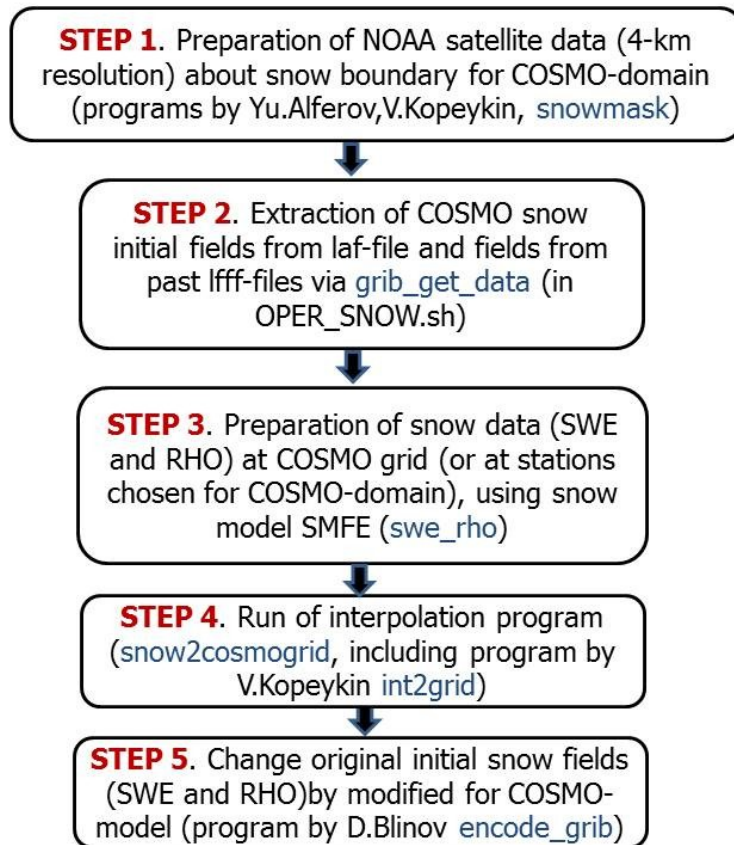 STEP 1. Preparation of NOAA satellite data (4-km
resolution) about snow boundary for COSMO-domain
(programs by Yu.Alferov,V.Kopeykin, snowmask)
STEP 2. Extraction of COSMO snow
initial fields from laf-file and fields from
past lfff-files via grib_get_data (in
OPER_SNOW.sh)
STEP 3. Preparation of snow data (SWE
and RHO) at COSMO grid (or at stations
chosen for COSMO-domain), using snow
model SMFE (swe_rho)
STEP 4. Run of interpolation program
(snow2cosmogrid, including program by
V.Kopeykin int2grid)
STEP 5. Change original initial snow fields
(SWE and RHO)by modified for COSMO-
model (program by D.Blinov encode_grib)